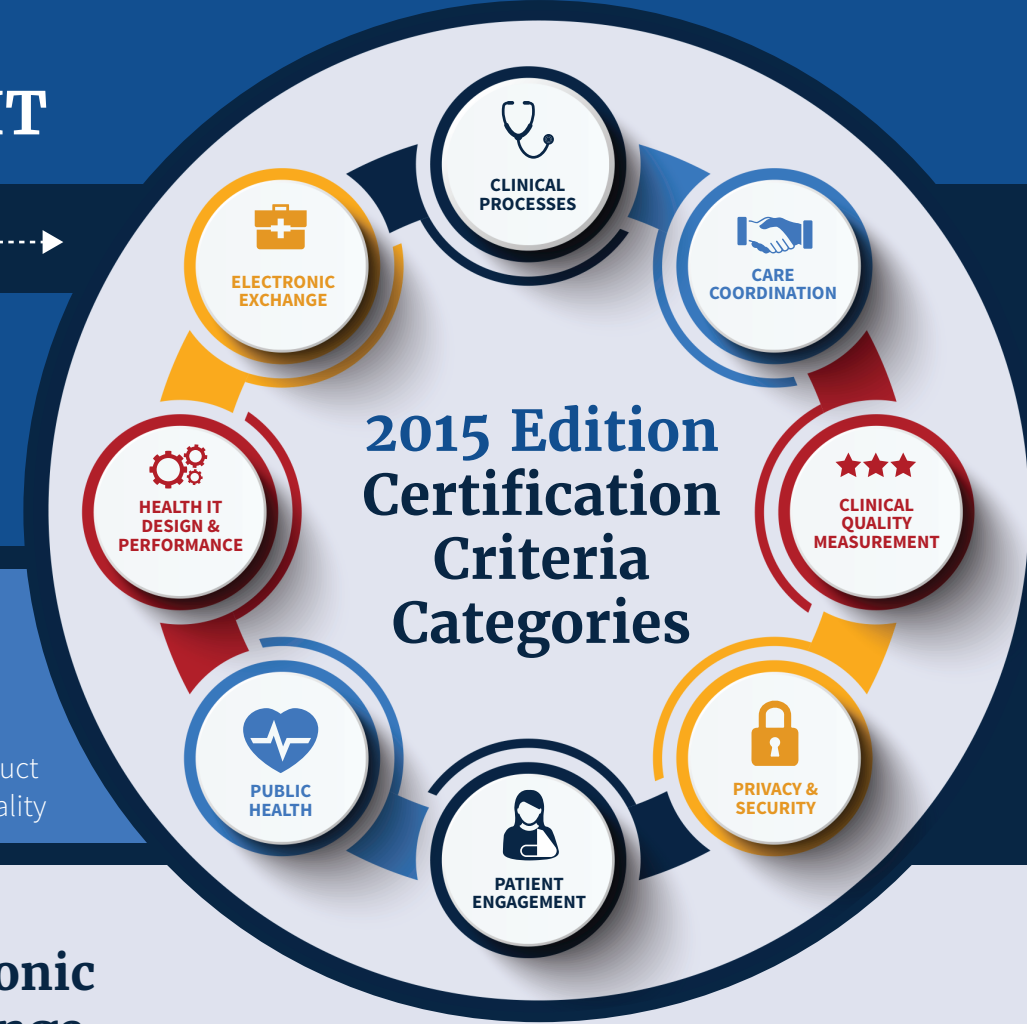 IT
CLINICAL
PROCESSES
CARE
COORDINATION
CLINICAL
QUALITY
MEASUREMENT
PRIVACY &
SECURITY
PATIENT
ENGAGEMENT
PUBLIC
HEALTH
HEALTH IT
DESIGN &
PERFORMANCE
ELECTRONIC
EXCHANGE
2015 Edition
Certification
Criteria
Categories
uct
ality
onic